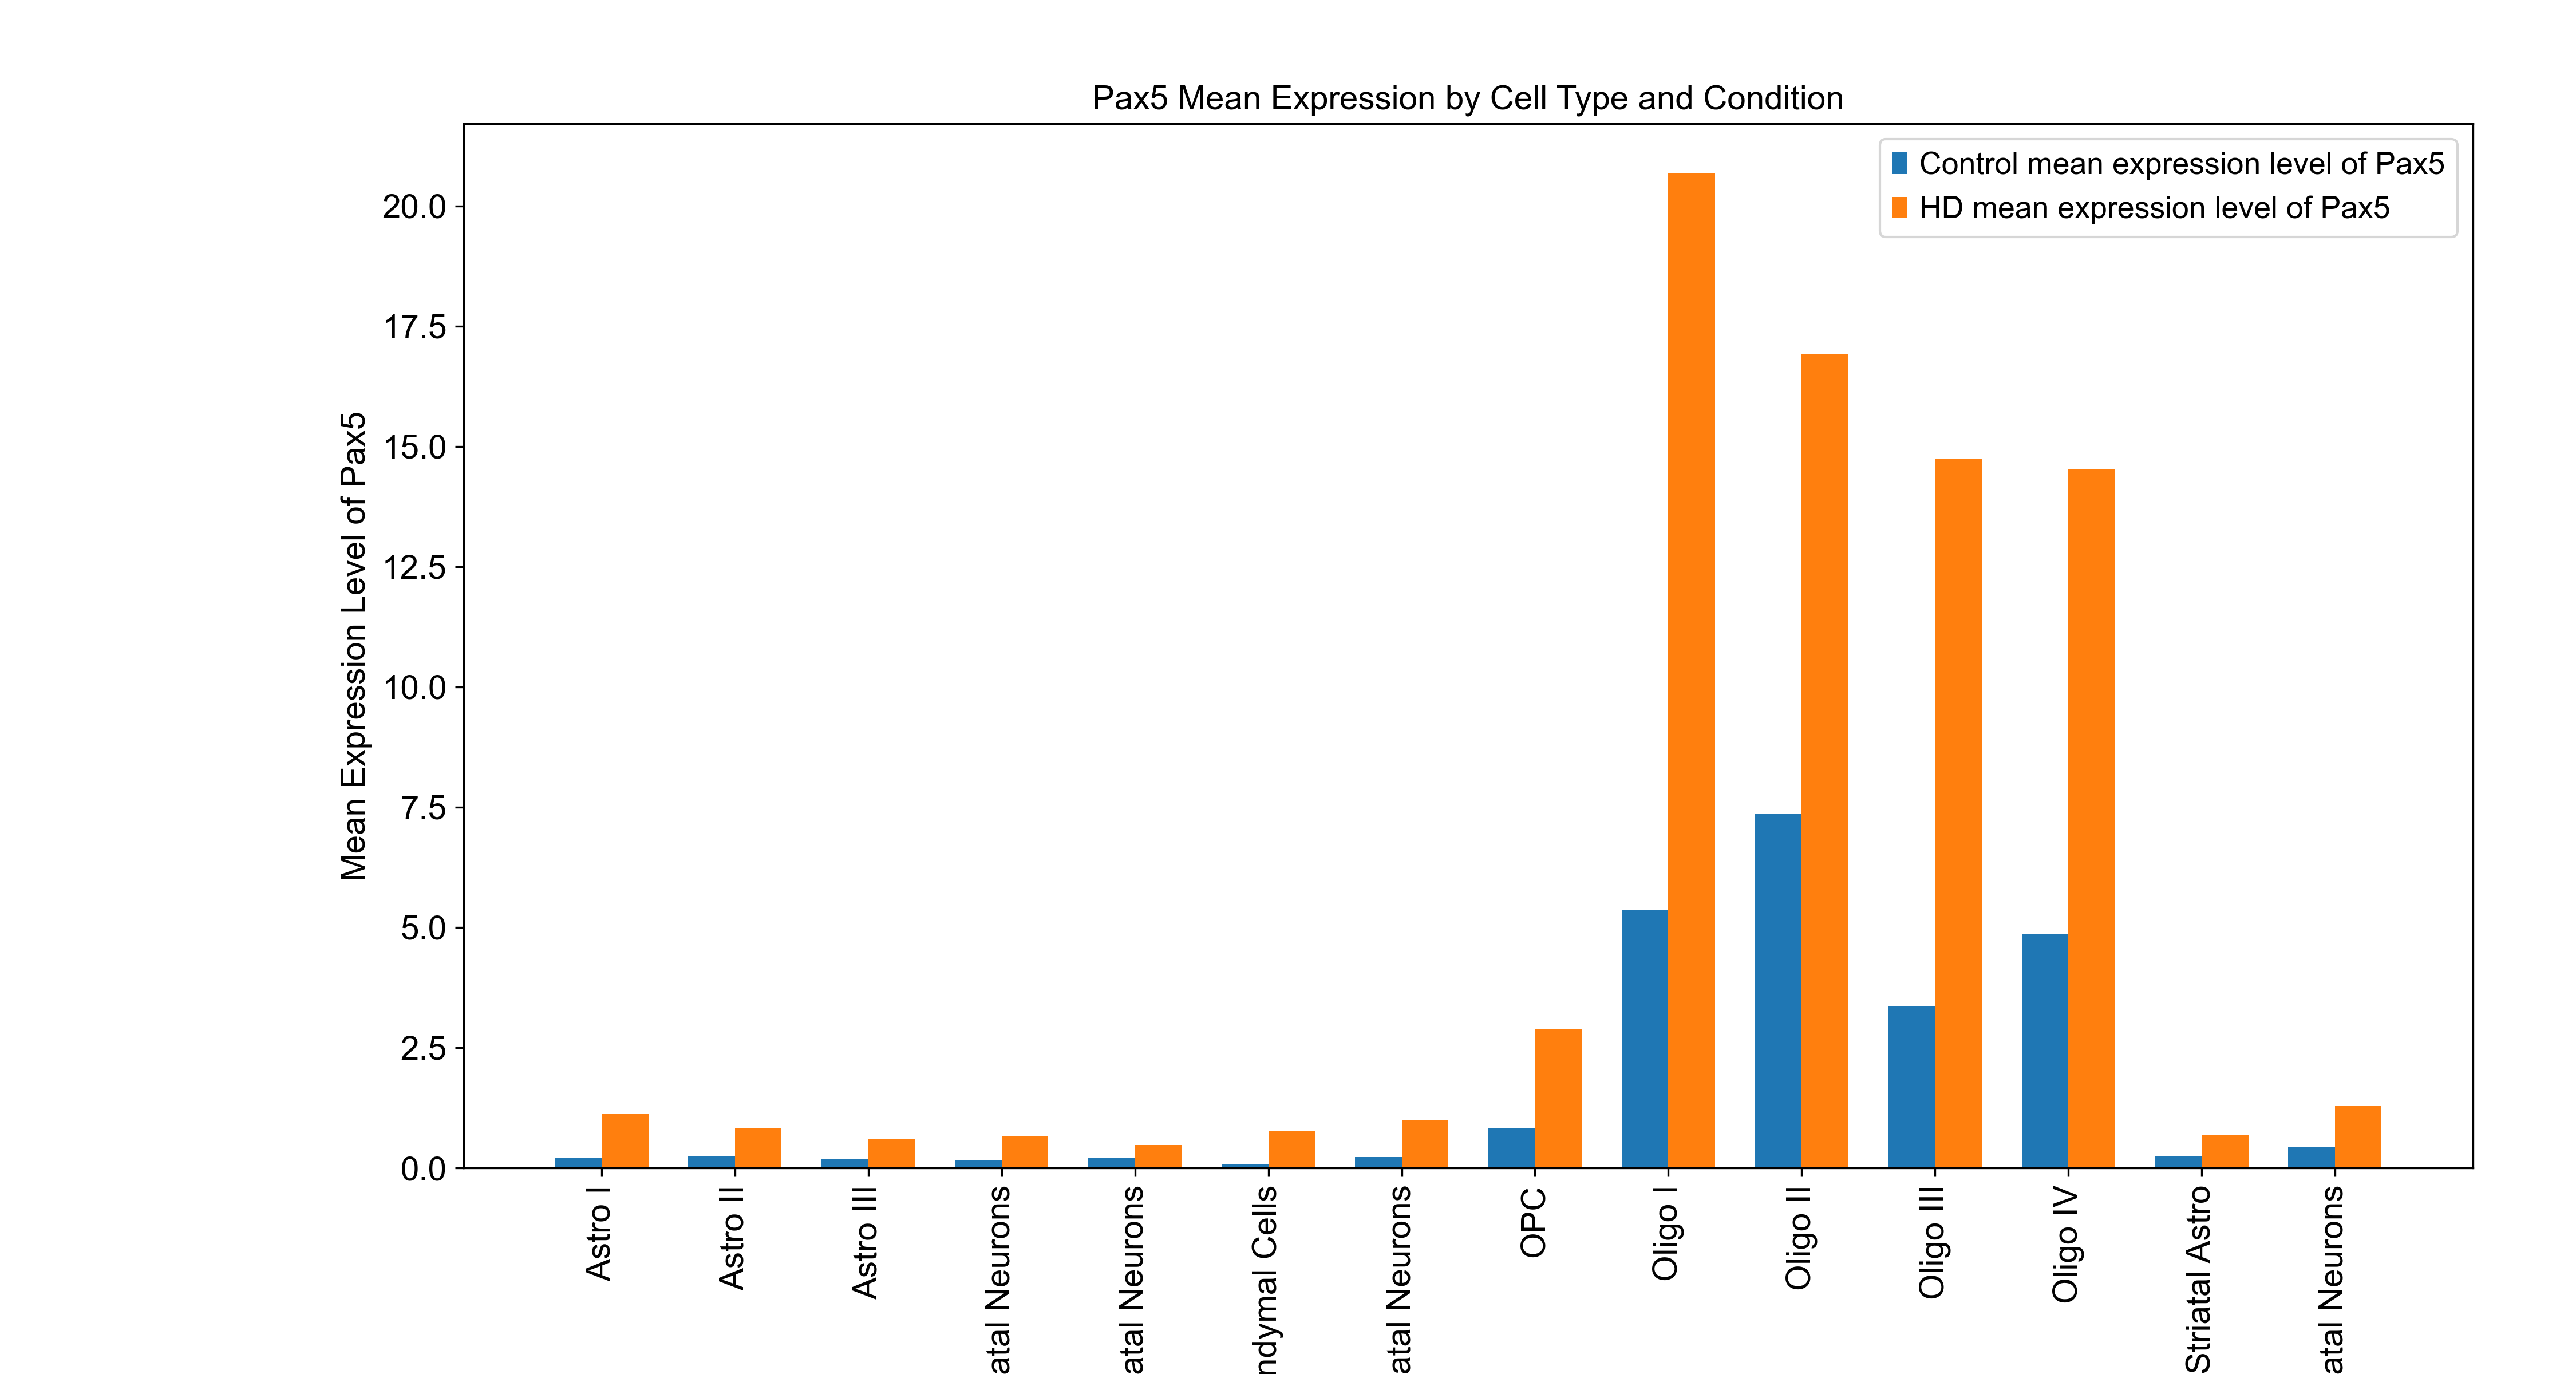 Pax5 Mean Expression by Cell Type and Condition
Control mean expression level of Pax5
HD mean expression level of Pax5
Mean Expression Level of Pax5
20.0
17.5
15.0
12.5
10.0
7.5
5.0
2.5
0.0
Astro I
Astro II
Astro III
atal Neurons
atal Neurons
ndymal Cells
atal Neurons
OPC
Oligo I
Oligo II
Oligo III
Oligo IV
Striatal Astro
atal Neurons